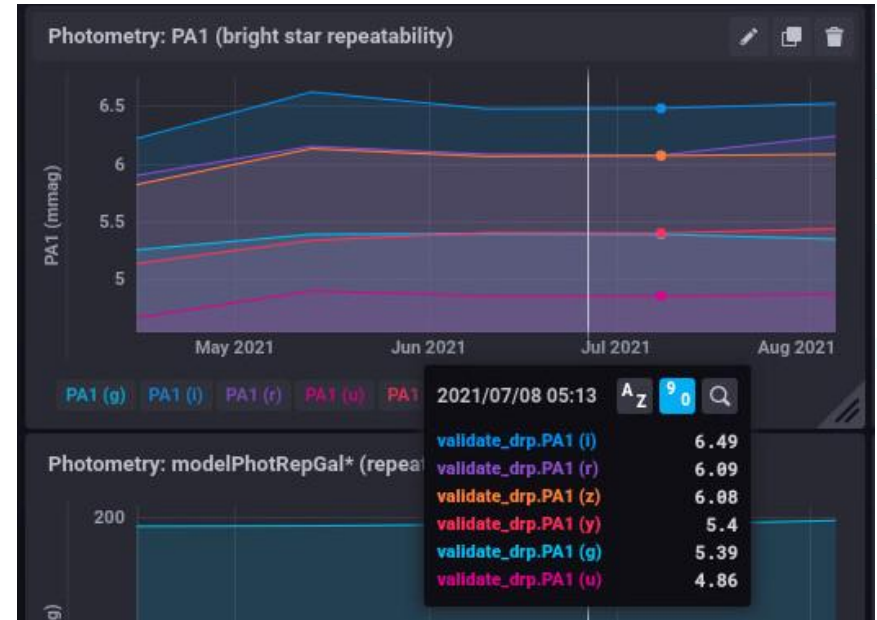 Photometry: PA1 (bright star repeatability)
6.5
6
5.5
5
PA1 (mmag)
May 2021 Jun 2021 Jul 2021 Aug 2021
PA1 (g) PA1 (i) PA1 (r) PA1 (u) PA1
2021/07/08 05:13 A Z 9 0
validate_drp.PA1 (i) 6.49
validate_drp.PA1 (r) 6.09
validate_drp.PA1 (z) 6.08
validate_drp.PA1 (y) 5.4
validate_drp.PA1 (g) 5.39
validate_drp.PA1 (u) 4.86
Photometry: modelPhotRepGal* (repeat
200
g)